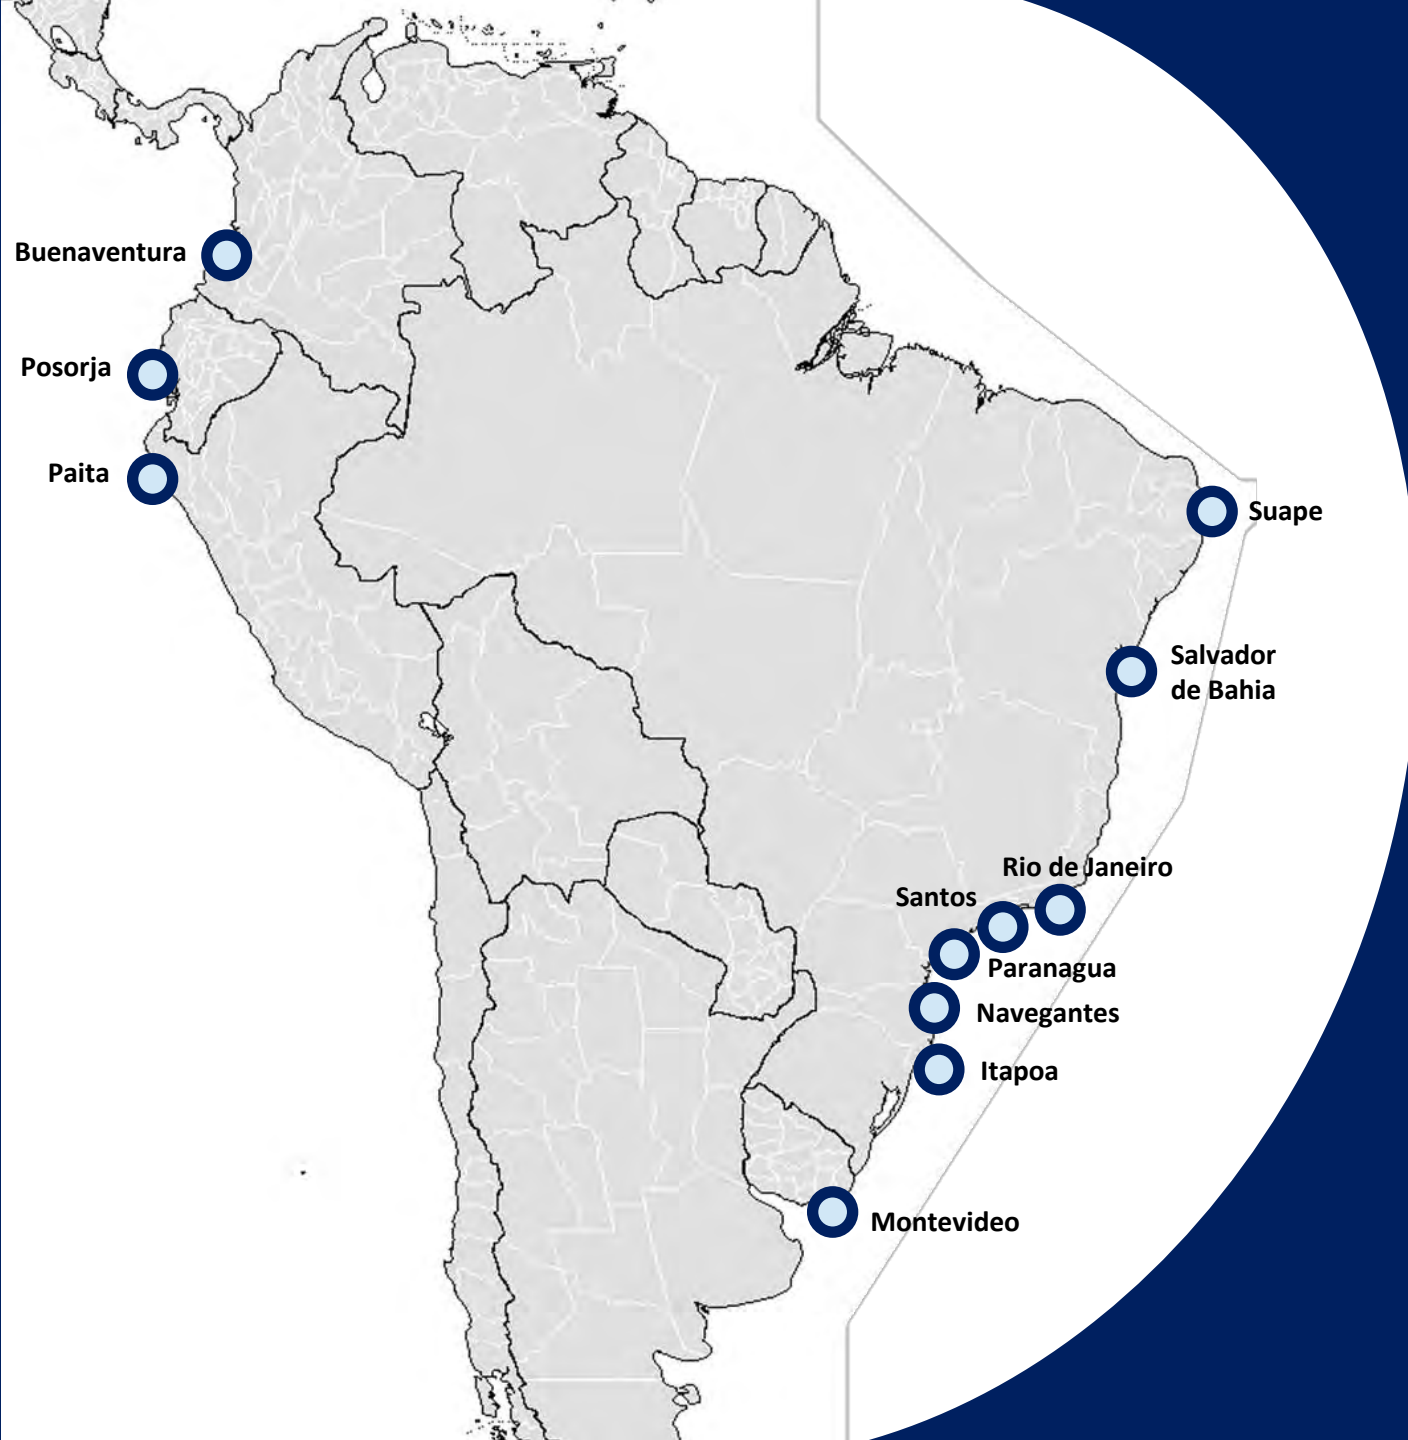 Buenaventura
Posorja
Paita
Suape
Salvador
de Bahia
Rio de Janeiro
Santos
Paranagua
Navegantes
Itapoa
Montevideo